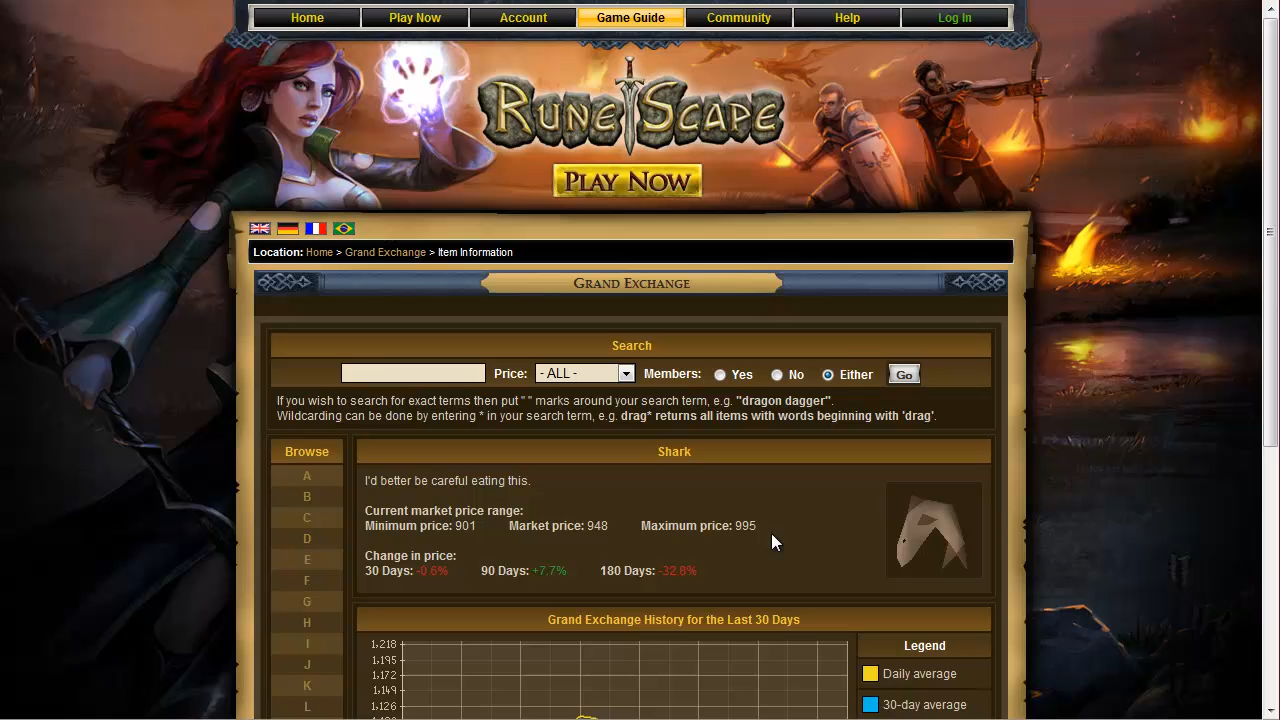 Home Play Now Account Game Guide Community Help Log In
RuneScape
Play Now
Location: Home > Grand Exchange > Item Information
Grand Exchange
Search
Price: - ALL - Members: Yes No Either Go
If you wish to search for exact terms then put " " marks around your search term, e.g. "dragon dagger".
Wildcarding can be done by entering * in your search term, e.g. drag* returns all items with words beginning with 'drag'.
Browse
A
B
C
D
E
F
G
H
I
J
K
L
Shark
I'd better be careful eating this.
Current market price range:
Minimum price: 901 Market price: 948 Maximum price: 995
Change in price:
30 Days: -0.6% 90 Days: +7.7% 180 Days: -32.8%
Grand Exchange History for the Last 30 Days
1,218
1,195
1,172
1,149
1,126
Legend
Daily average
30-day average